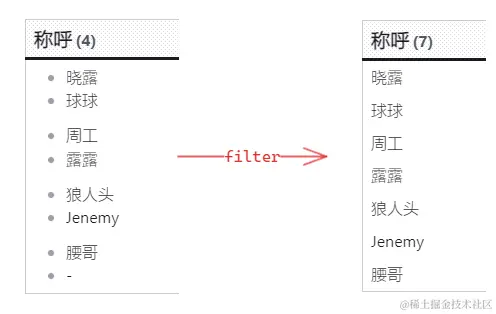 称呼 (4)
晓露
球球
周工
露露
狼人头
Jenemy
腰哥
-
filter
称呼 (7)
晓露
球球
周工
露露
狼人头
Jenemy
腰哥
@稀土掘金技术社区